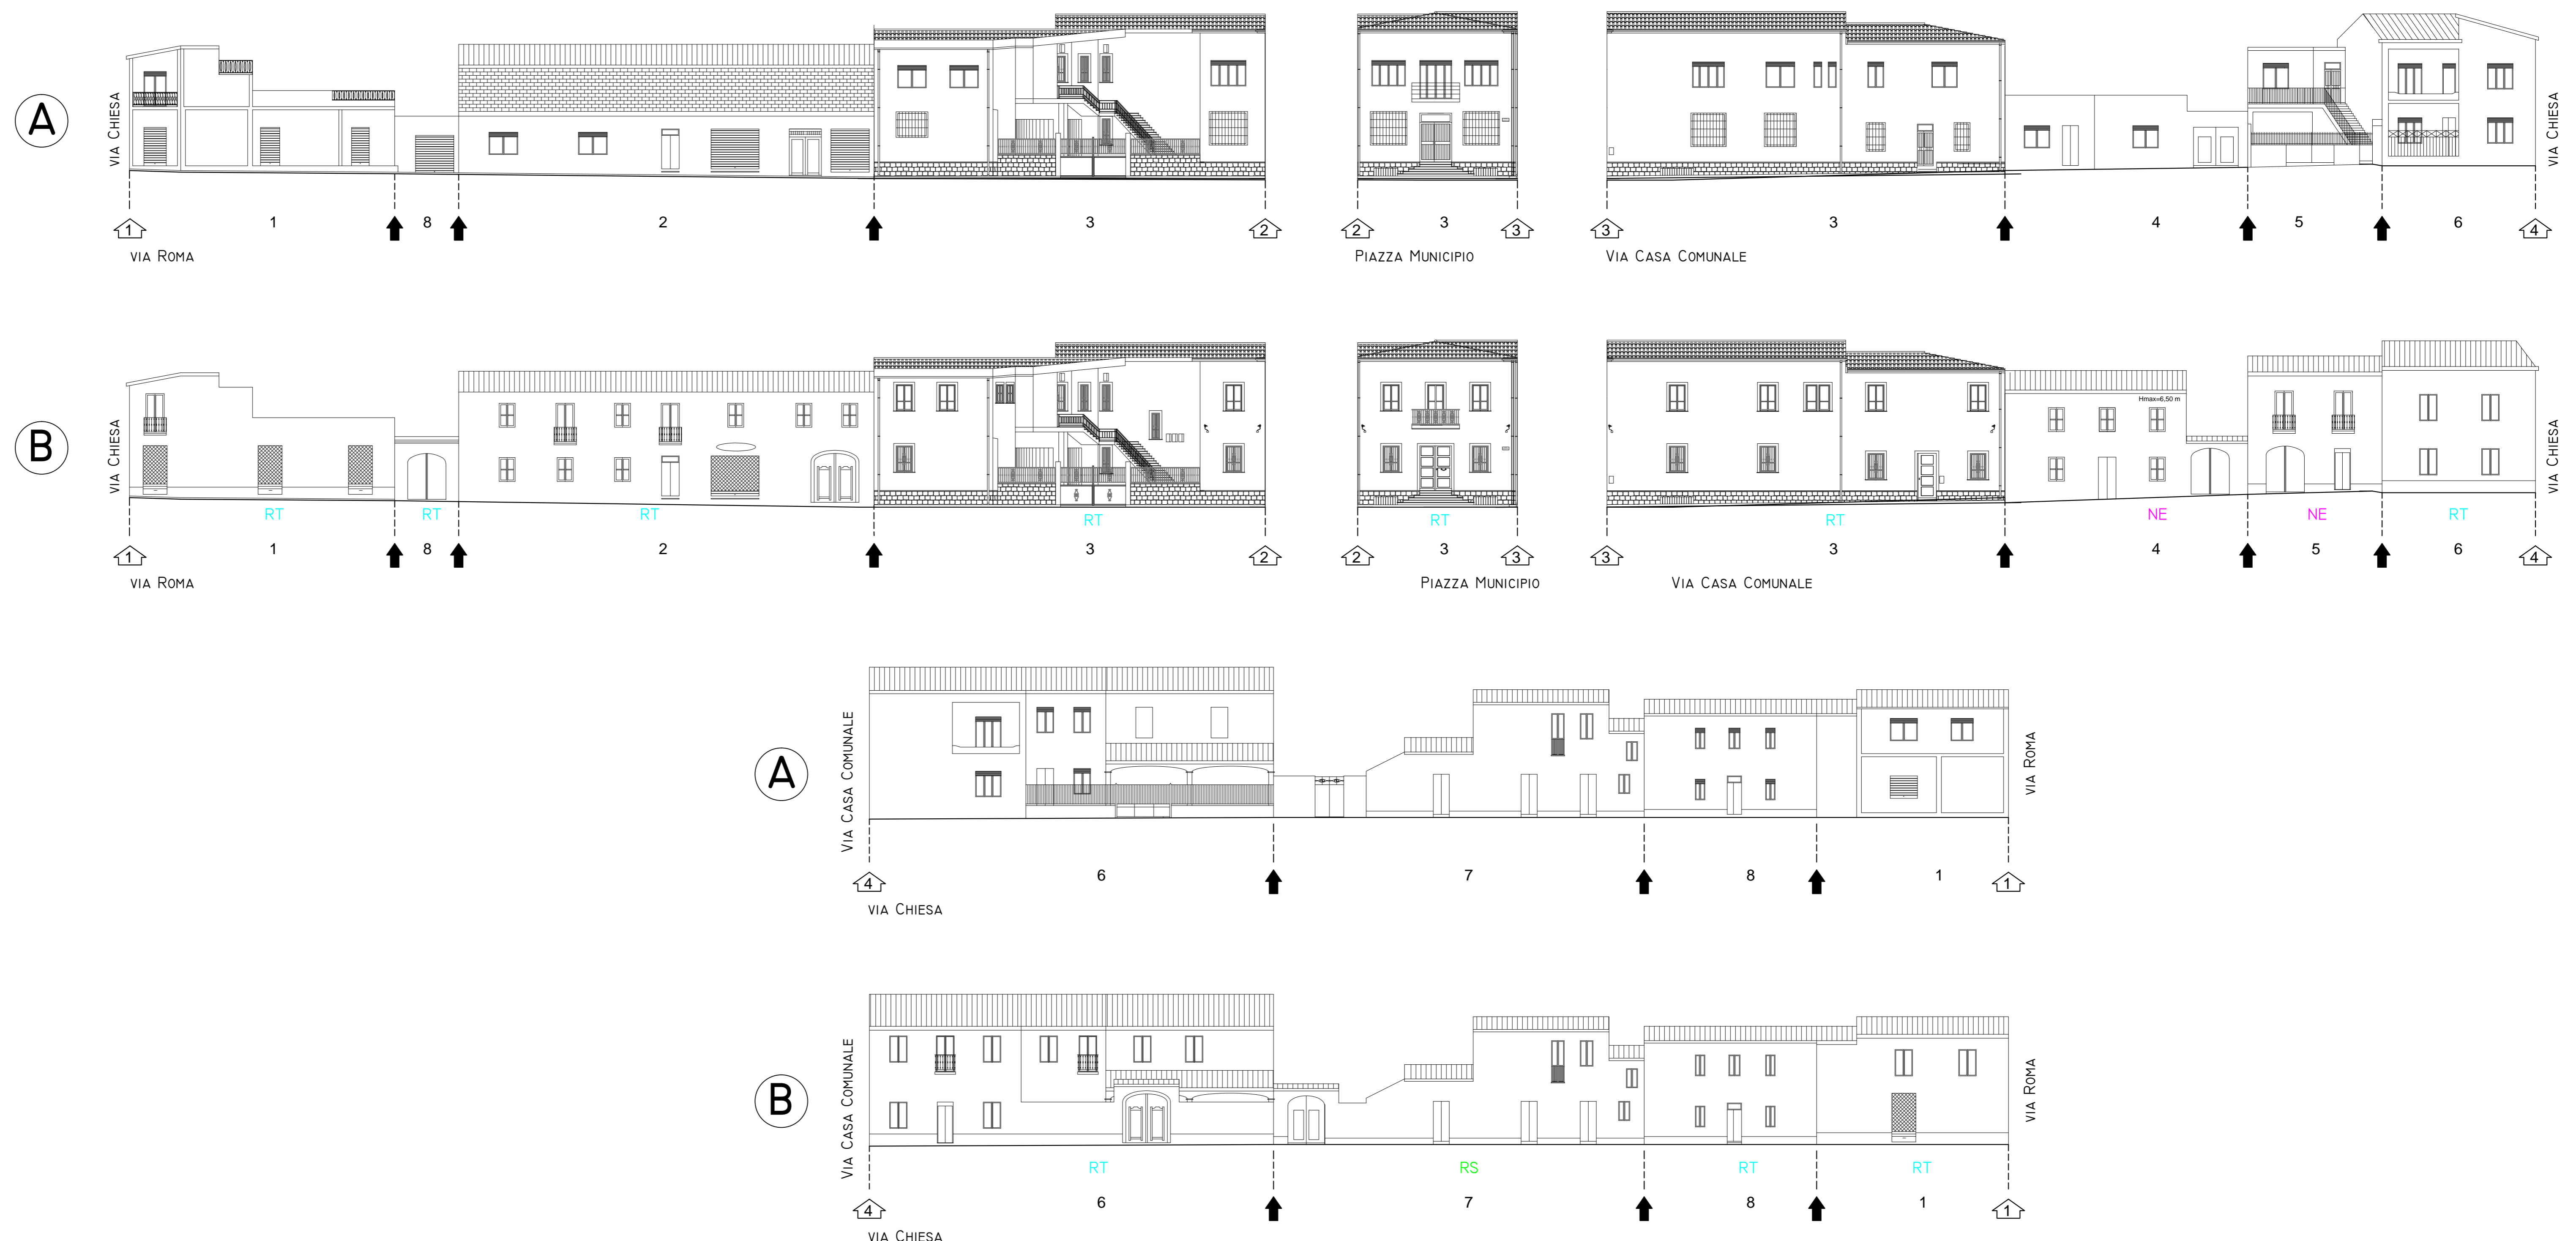 A
VIA CHIESA
VIA CHIESA
1 8 2 3 3 3 4 5 6
1 2 2 3 3 4
VIA ROMA PIAZZA MUNICIPIO VIA CASA COMUNALE
B
VIA CHIESA
Hmax=6,50 m
VIA CHIESA
RT RT RT RT RT RT NE NE RT
1 8 2 3 3 3 4 5 6
1 2 2 3 3 4
VIA ROMA PIAZZA MUNICIPIO VIA CASA COMUNALE
A
VIA CASA COMUNALE
VIA ROMA
6 7 8 1
4 1
VIA CHIESA
B
VIA CASA COMUNALE
VIA ROMA
RT RS RT RT
6 7 8 1
4 1
VIA CHIESA